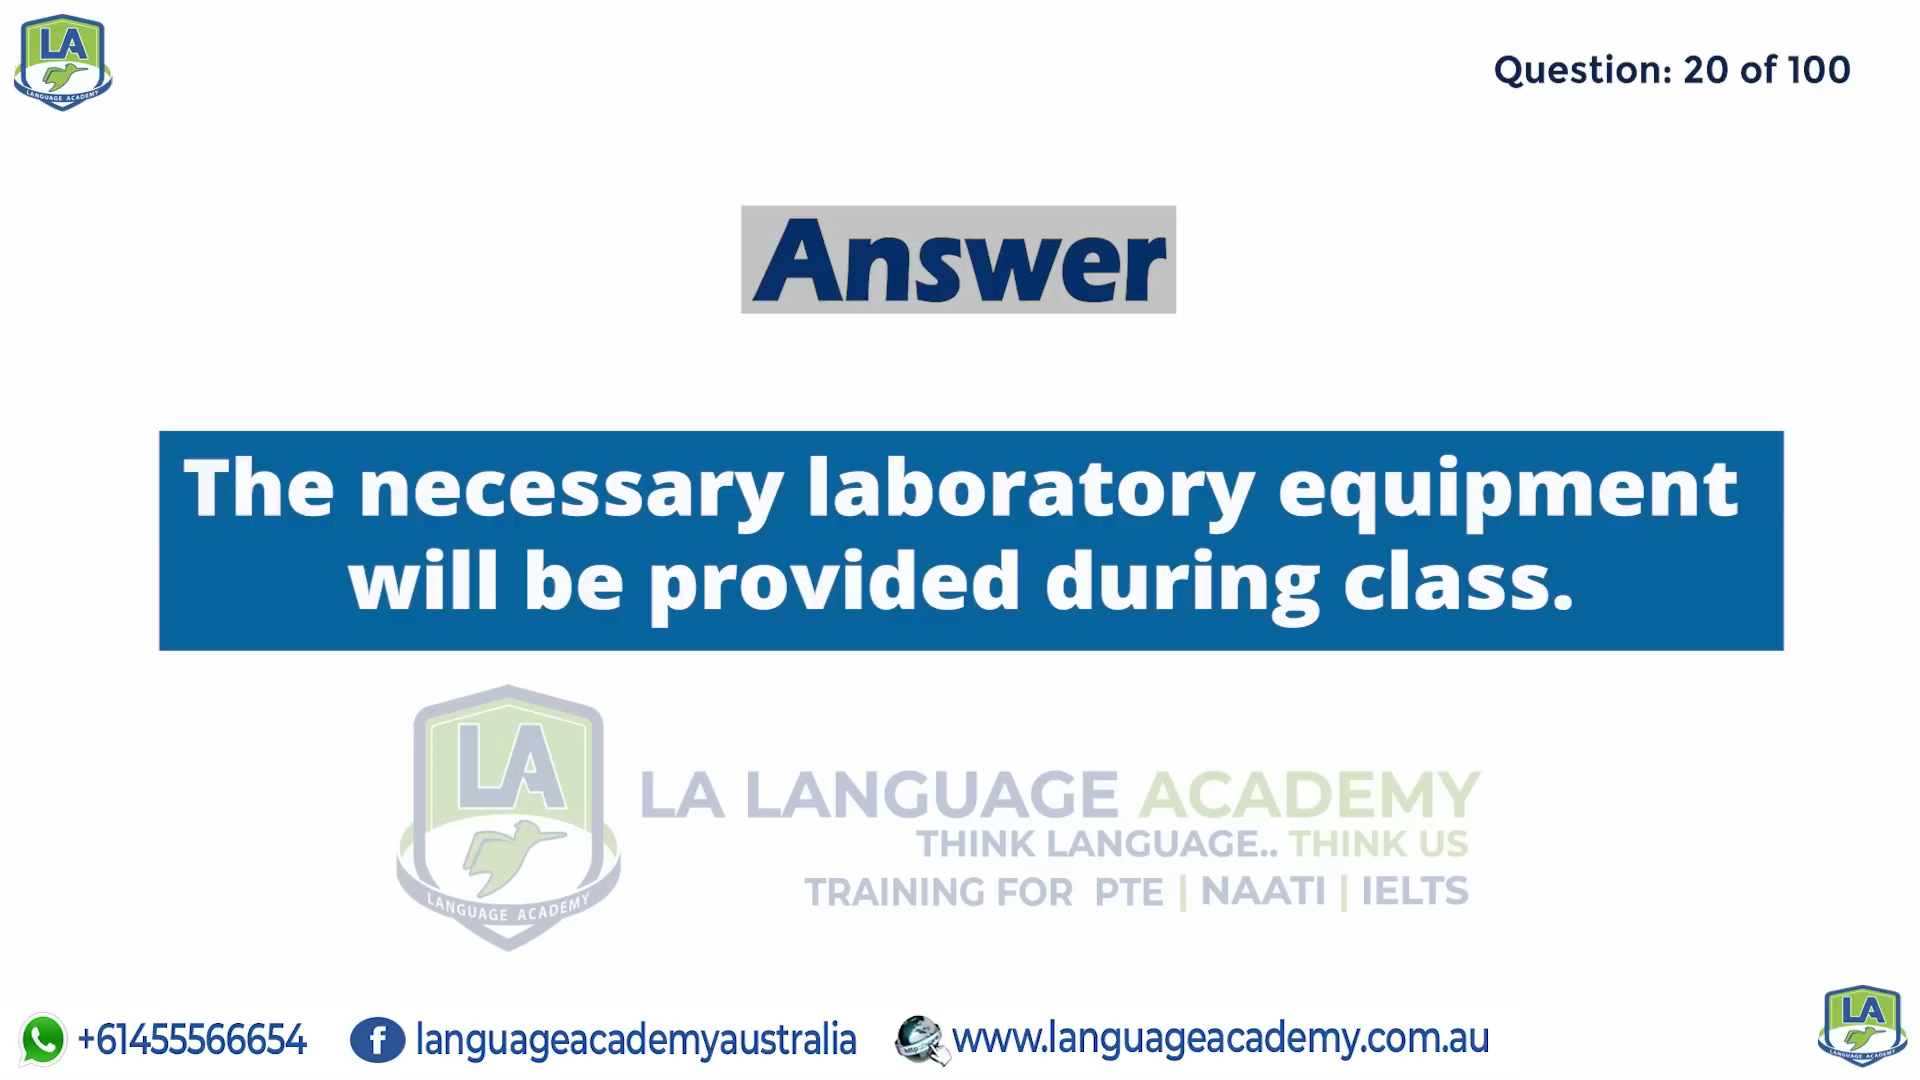 LA
LANGUAGE ACADEMY
Question: 20 of 100
Answer
The necessary laboratory equipment
will be provided during class.
LA
LANGUAGE ACADEMY
LA LANGUAGE ACADEMY
THINK LANGUAGE.. THINK US
TRAINING FOR PTE | NAATI | IELTS
+61455566654
languageacademyaustralia
www.languageacademy.com.au
LA
LANGUAGE ACADEMY